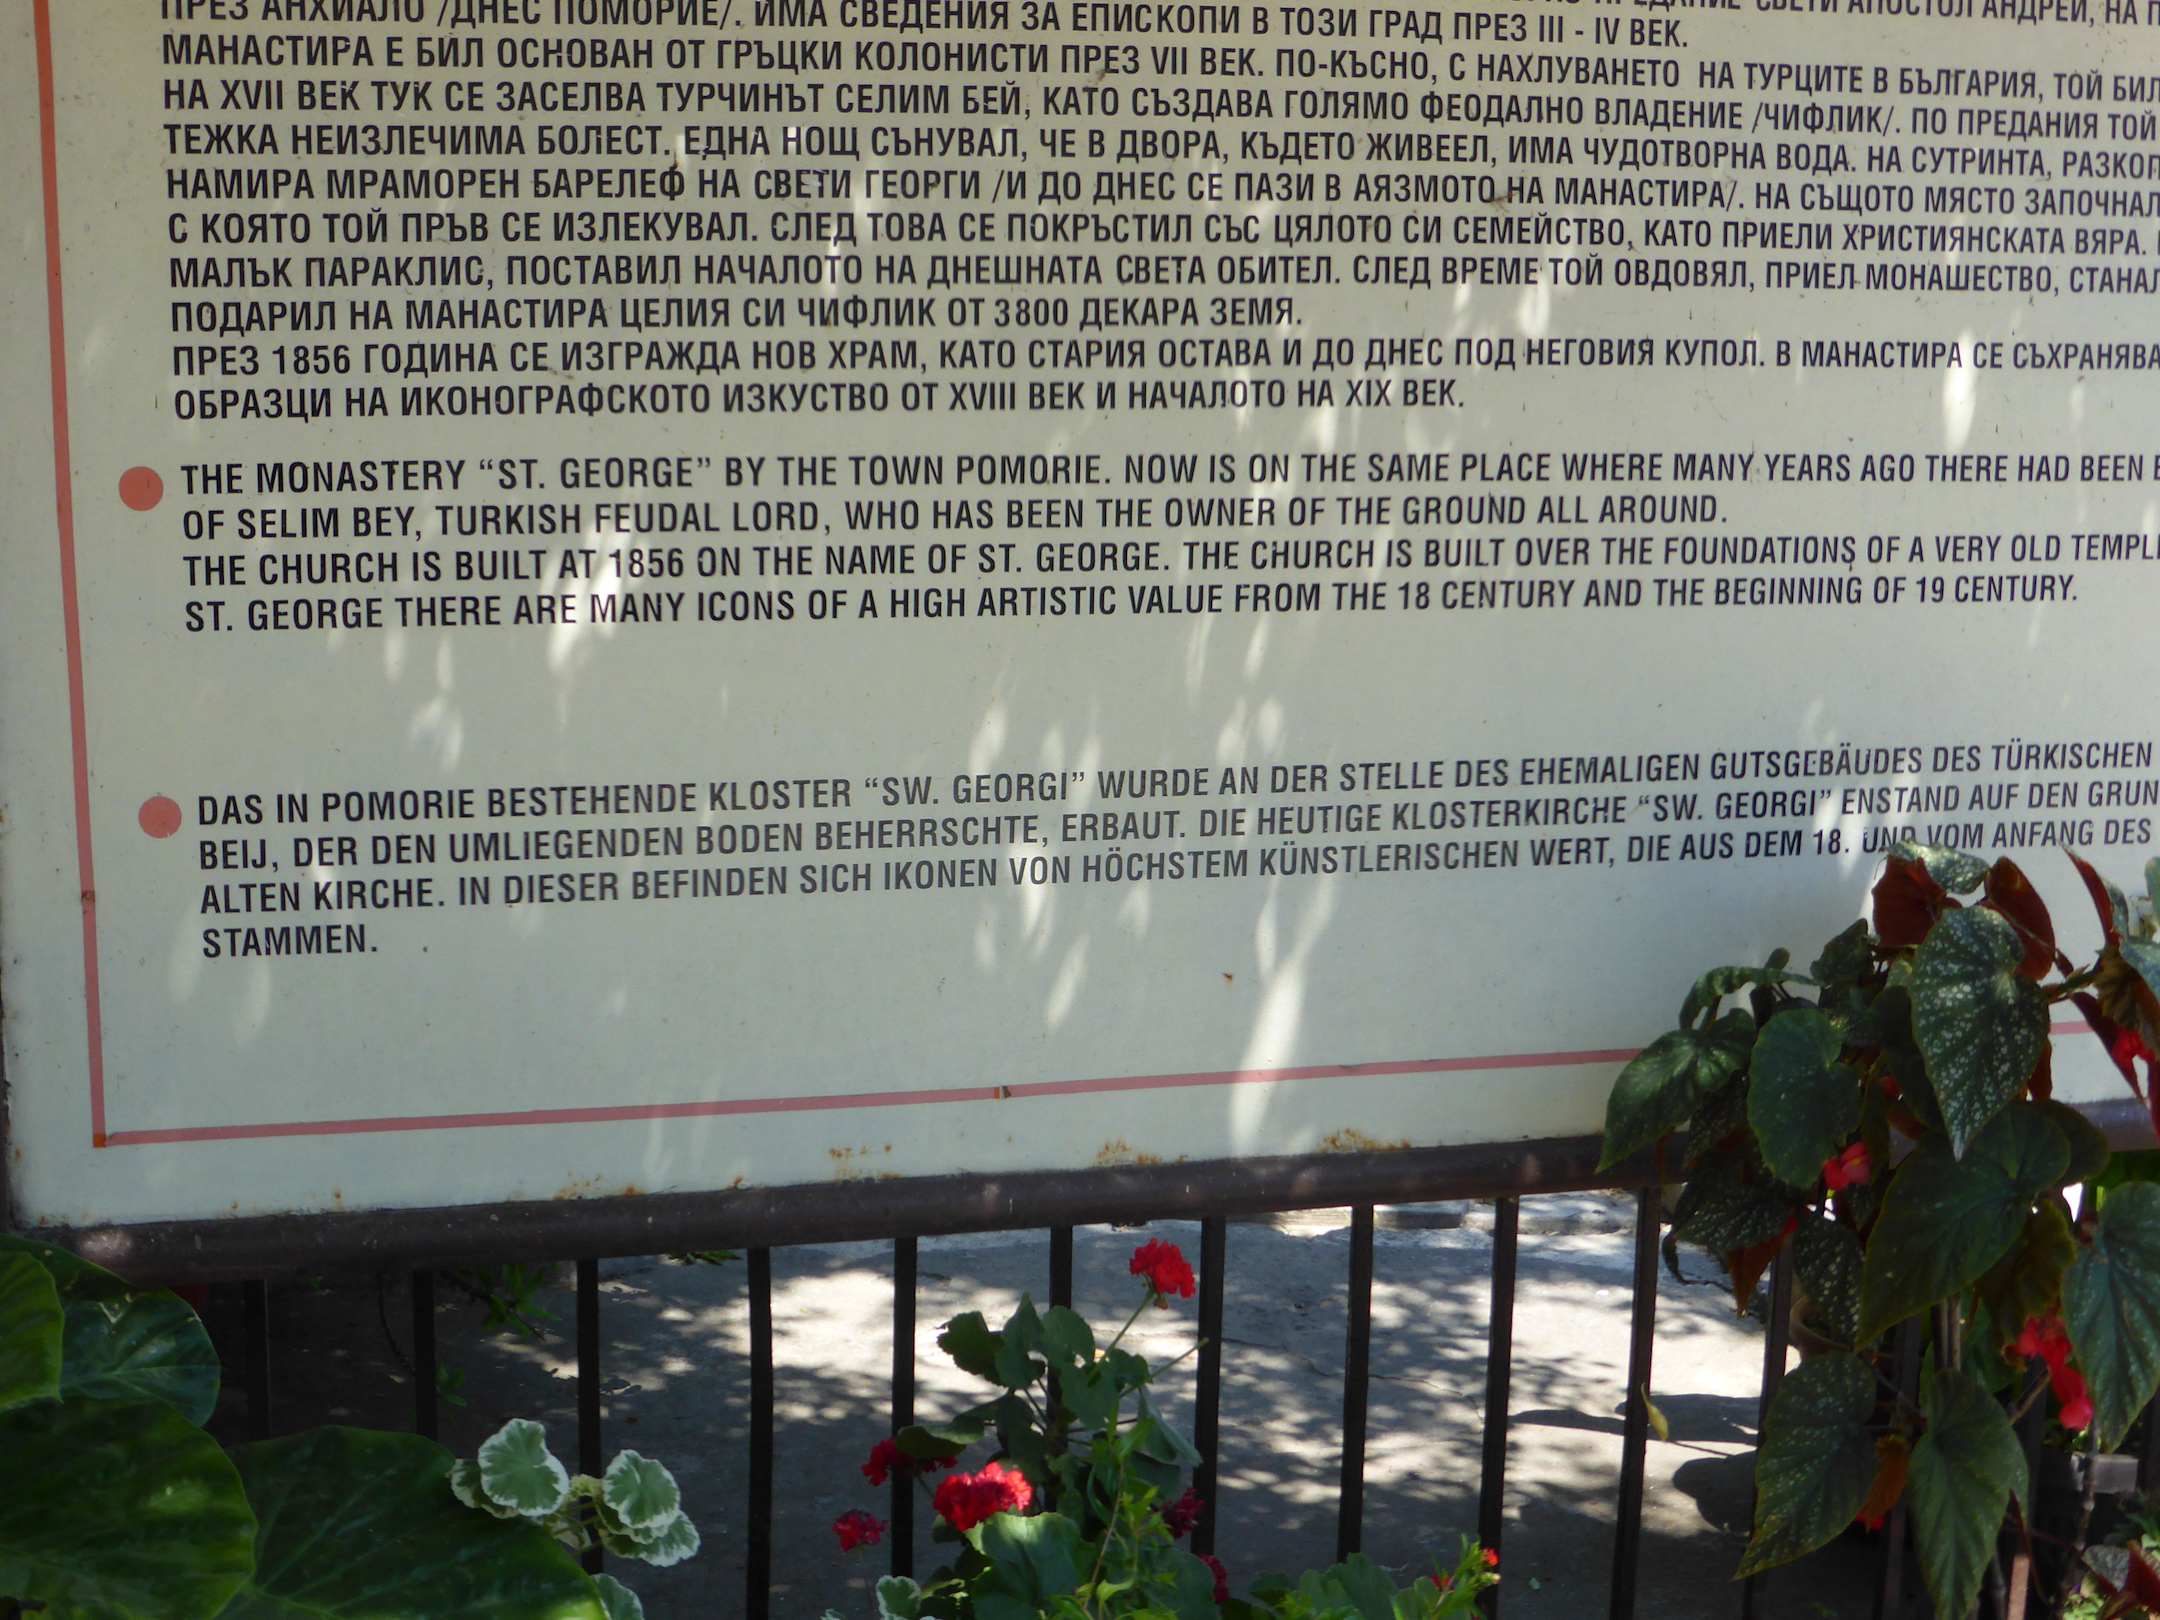 ПРЕЗ АНХИАЛО /ДНЕС ПОМОРИЕ/. ИМА СВЕДЕНИЯ ЗА ЕПИСКОПИ В ТОЗИ ГРАД ПРЕЗ III - IV ВЕК. СВЕТИ АПОСТОЛ АНДРЕЙ, НА
МАНАСТИРА Е БИЛ ОСНОВАН ОТ ГРЪЦКИ КОЛОНИСТИ ПРЕЗ VII ВЕК. ПО-КЪСНО, С НАХЛУВАНЕТО НА ТУРЦИТЕ В БЪЛГАРИЯ, ТОЙ БИЛ
НА XVII ВЕК ТУК СЕ ЗАСЕЛВА ТУРЧИНЪТ СЕЛИМ БЕЙ, КАТО СЪЗДАВА ГОЛЯМО ФЕОДАЛНО ВЛАДЕНИЕ /ЧИФЛИК/. ПО ПРЕДАНИЯ ТОЙ
ТЕЖКА НЕИЗЛЕЧИМА БОЛЕСТ. ЕДНА НОЩ СЪНУВАЛ, ЧЕ В ДВОРА, КЪДЕТО ЖИВЕЕЛ, ИМА ЧУДОТВОРНА ВОДА. НА СУТРИНТА, РАЗКОП
НАМИРА МРАМОРЕН БАРЕЛЕФ НА СВЕТИ ГЕОРГИ /И ДО ДНЕС СЕ ПАЗИ В АЯЗМОТО НА МАНАСТИРА/. НА СЪЩОТО МЯСТО ЗАПОЧНАЛ
С КОЯТО ТОЙ ПРЪВ СЕ ИЗЛЕКУВАЛ. СЛЕД ТОВА СЕ ПОКРЪСТИЛ СЪС ЦЯЛОТО СИ СЕМЕЙСТВО, КАТО ПРИЕЛИ ХРИСТИЯНСКАТА ВЯРА.
МАЛЪК ПАРАКЛИС, ПОСТАВИЛ НАЧАЛОТО НА ДНЕШНАТА СВЕТА ОБИТЕЛ. СЛЕД ВРЕМЕ ТОЙ ОВДОВЯЛ, ПРИЕЛ МОНАШЕСТВО, СТАНАЛ
ПОДАРИЛ НА МАНАСТИРА ЦЕЛИЯ СИ ЧИФЛИК ОТ 3800 ДЕКАРА ЗЕМЯ.
ПРЕЗ 1856 ГОДИНА СЕ ИЗГРАЖДА НОВ ХРАМ, КАТО СТАРИЯ ОСТАВА И ДО ДНЕС ПОД НЕГОВИЯ КУПОЛ. В МАНАСТИРА СЕ СЪХРАНЯВА
ОБРАЗЦИ НА ИКОНОГРАФСКОТО ИЗКУСТВО ОТ XVIII ВЕК И НАЧАЛОТО НА XIX ВЕК.
THE MONASTERY “ST. GEORGE” BY THE TOWN POMORIE. NOW IS ON THE SAME PLACE WHERE MANY YEARS AGO THERE HAD BEEN
OF SELIM BEY, TURKISH FEUDAL LORD, WHO HAS BEEN THE OWNER OF THE GROUND ALL AROUND.
THE CHURCH IS BUILT AT 1856 ON THE NAME OF ST. GEORGE. THE CHURCH IS BUILT OVER THE FOUNDATIONS OF A VERY OLD TEMPL
ST. GEORGE THERE ARE MANY ICONS OF A HIGH ARTISTIC VALUE FROM THE 18 CENTURY AND THE BEGINNING OF 19 CENTURY.
DAS IN POMORIE BESTEHENDE KLOSTER “SW. GEORGI” WURDE AN DER STELLE DES EHEMALIGEN GUTSGEBÄUDES DES TÜRKISCHEN
BEIJ, DER DEN UMLIEGENDEN BODEN BEHERRSCHTE, ERBAUT. DIE HEUTIGE KLOSTERKIRCHE “SW. GEORGI” ENSTAND AUF DEN GRUN
ALTEN KIRCHE. IN DIESER BEFINDEN SICH IKONEN VON HÖCHSTEM KÜNSTLERISCHEN WERT, DIE AUS DEM 18. UND VOM ANFANG DES
STAMMEN.